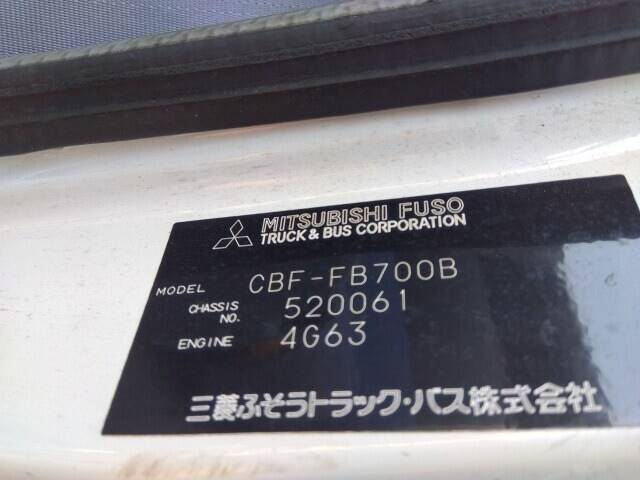 MITSUBISHI FUSO
TRUCK & BUS CORPORATION
MODEL CBF-FB700B
CHASSIS NO. 520061
ENGINE 4G63
三菱ふそうトラック・バス株式会社